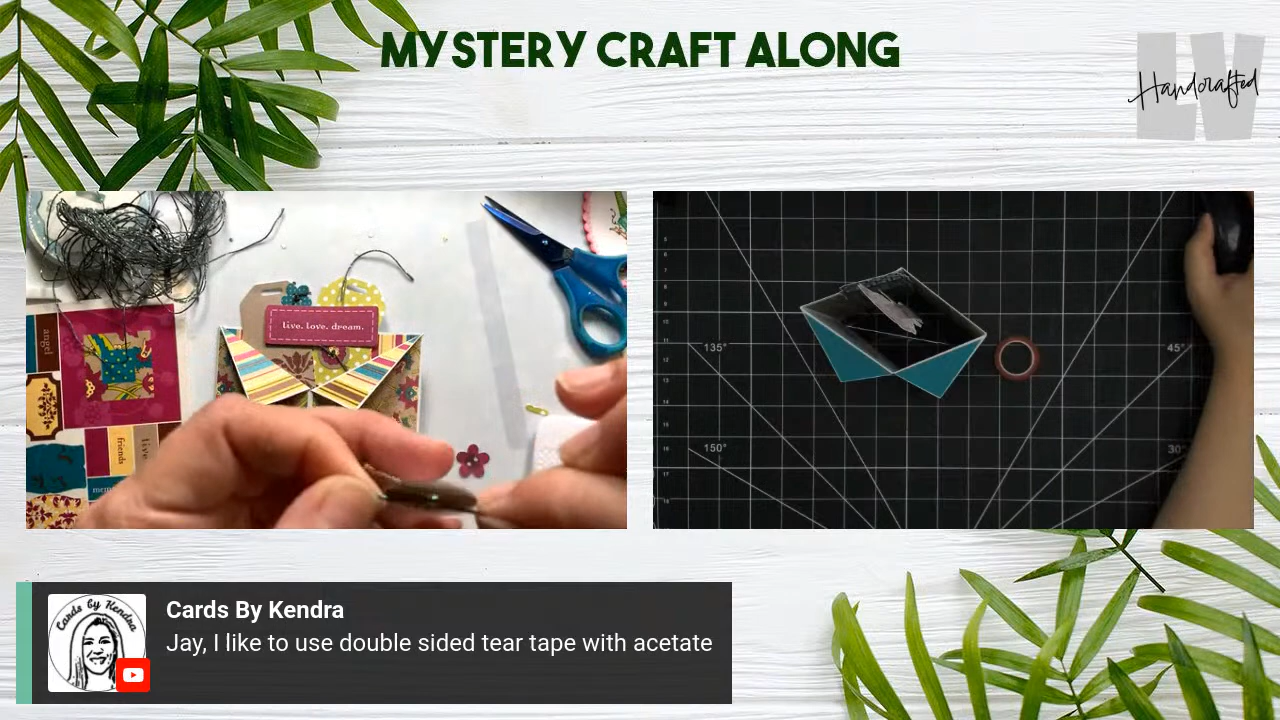 MYSTERY CRAFT ALONG
Handcrafted
angel
friends
live
live. love. dream.
135°
150°
45°
30°
Cards by Kendra
Cards By Kendra
Jay, I like to use double sided tear tape with acetate